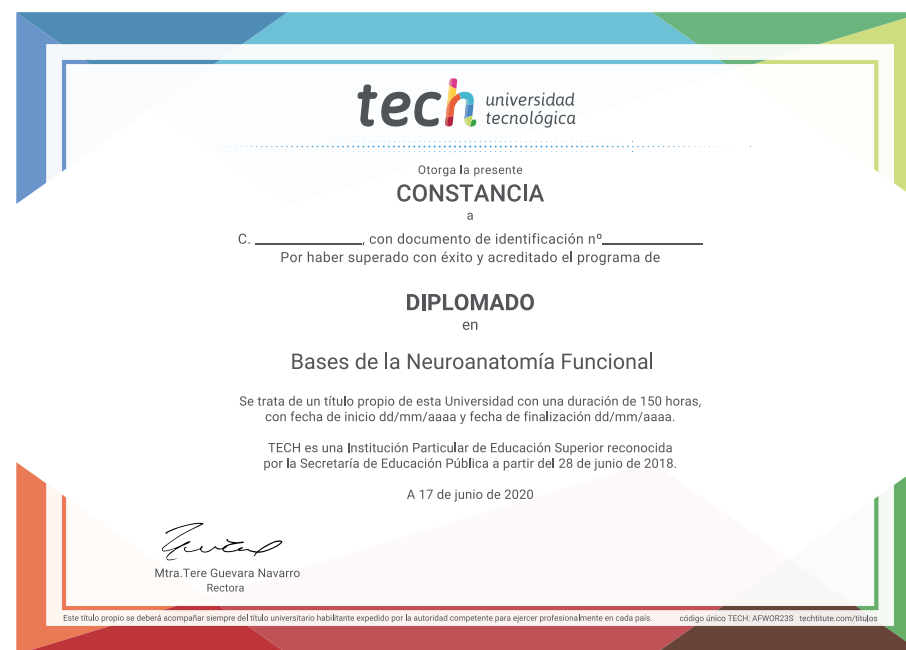 tech universidad
tecnológica
Otorga la presente
CONSTANCIA
a
C. ____________, con documento de identificación nº____________
Por haber superado con éxito y acreditado el programa de
DIPLOMADO
en
Bases de la Neuroanatomía Funcional
Se trata de un título propio de esta Universidad con una duración de 150 horas,
con fecha de inicio dd/mm/aaaa y fecha de finalización dd/mm/aaaa.
TECH es una Institución Particular de Educación Superior reconocida
por la Secretaría de Educación Pública a partir del 28 de junio de 2018.
A 17 de junio de 2020
Mtra.Tere Guevara Navarro
Rectora
Este título propio se deberá acompañar siempre del título universitario habilitante expedido por la autoridad competente para ejercer profesionalmente en cada país. código único TECH: AFWOR23S techtitute.com/titulos